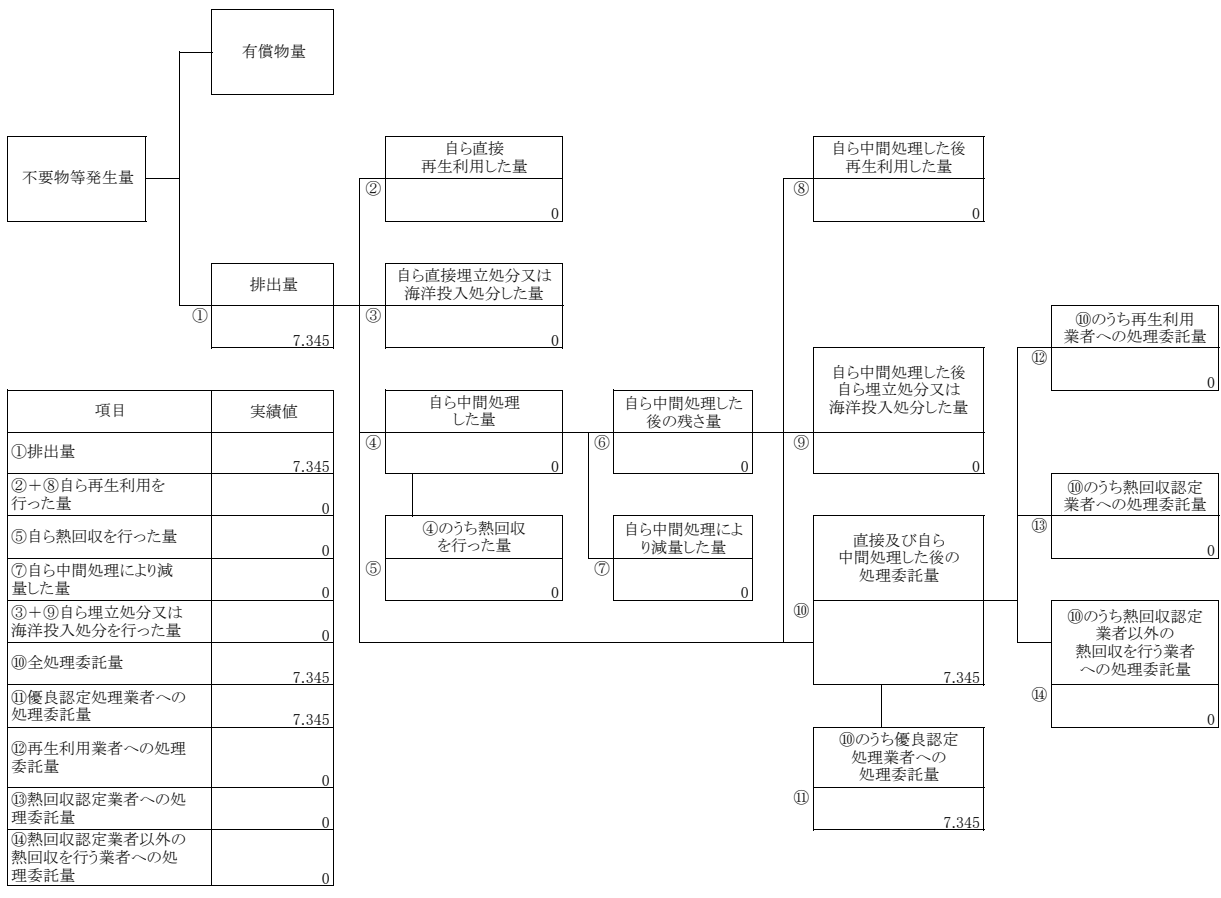 有償物量
不要物等発生量
排出量
①
7.345
自ら直接
再生利用した量
②
0
自ら直接埋立処分又は
海洋投入処分した量
③
0
自ら中間処理
した量
④
0
④のうち熱回収
を行った量
⑤
0
自ら中間処理した
後の残さ量
⑥
0
自ら中間処理によ
り減量した量
⑦
0
自ら中間処理した後
再生利用した量
⑧
0
自ら中間処理した後
自ら埋立処分又は
海洋投入処分した量
⑨
0
直接及び自ら
中間処理した後の
処理委託量
⑩
7.345
⑩のうち優良認定
処理業者への
処理委託量
⑪
7.345
⑩のうち再生利用
業者への処理委託量
⑫
0
⑩のうち熱回収認定
業者への処理委託量
⑬
0
⑩のうち熱回収認定
業者以外の
熱回収を行う業者
への処理委託量
⑭
0
項目 実績値
①排出量
7.345
②＋⑧自ら再生利用を
行った量
0
⑤自ら熱回収を行った量
0
⑦自ら中間処理により減
量した量
0
③＋⑨自ら埋立処分又は
海洋投入処分を行った量
0
⑩全処理委託量
7.345
⑪優良認定処理業者への
処理委託量
7.345
⑫再生利用業者への処理
委託量
0
⑬熱回収認定業者への処
理委託量
0
⑭熱回収認定業者以外の
熱回収を行う業者への処
理委託量
0